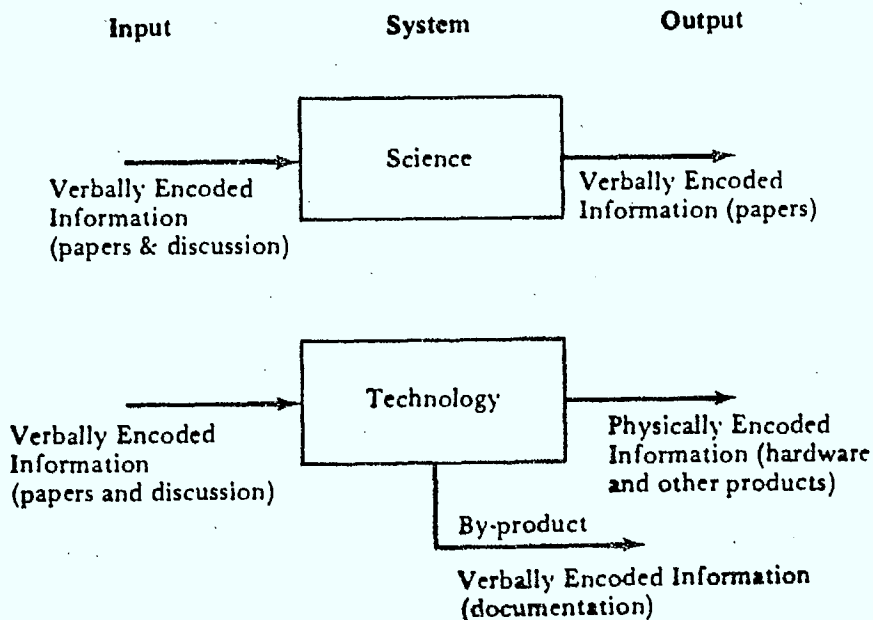 Input System Output
Science
Verbally Encoded
Information
(papers & discussion)
Verbally Encoded
Information (papers)
Technology
Verbally Encoded
Information
(papers and discussion)
Physically Encoded
Information (hardware
and other products)
By-product
Verbally Encoded Information
(documentation)